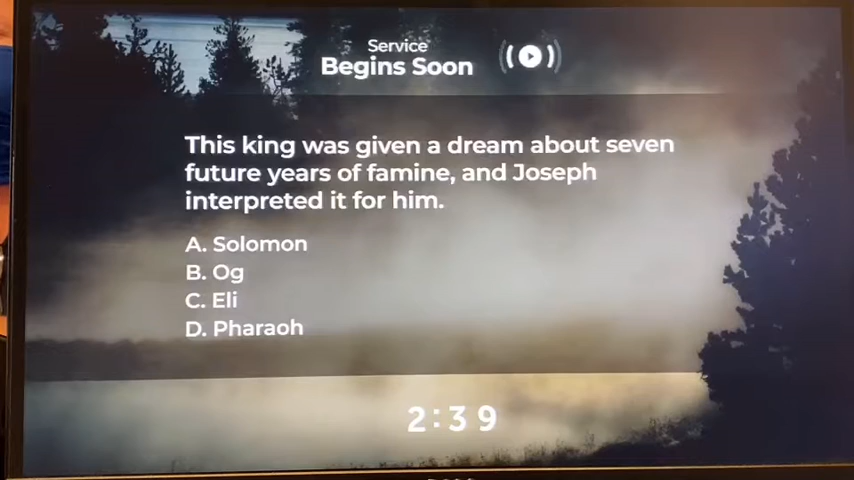 Service
Begins Soon
This king was given a dream about seven
future years of famine, and Joseph
interpreted it for him.
A. Solomon
B. Og
C. Eli
D. Pharaoh
2:39